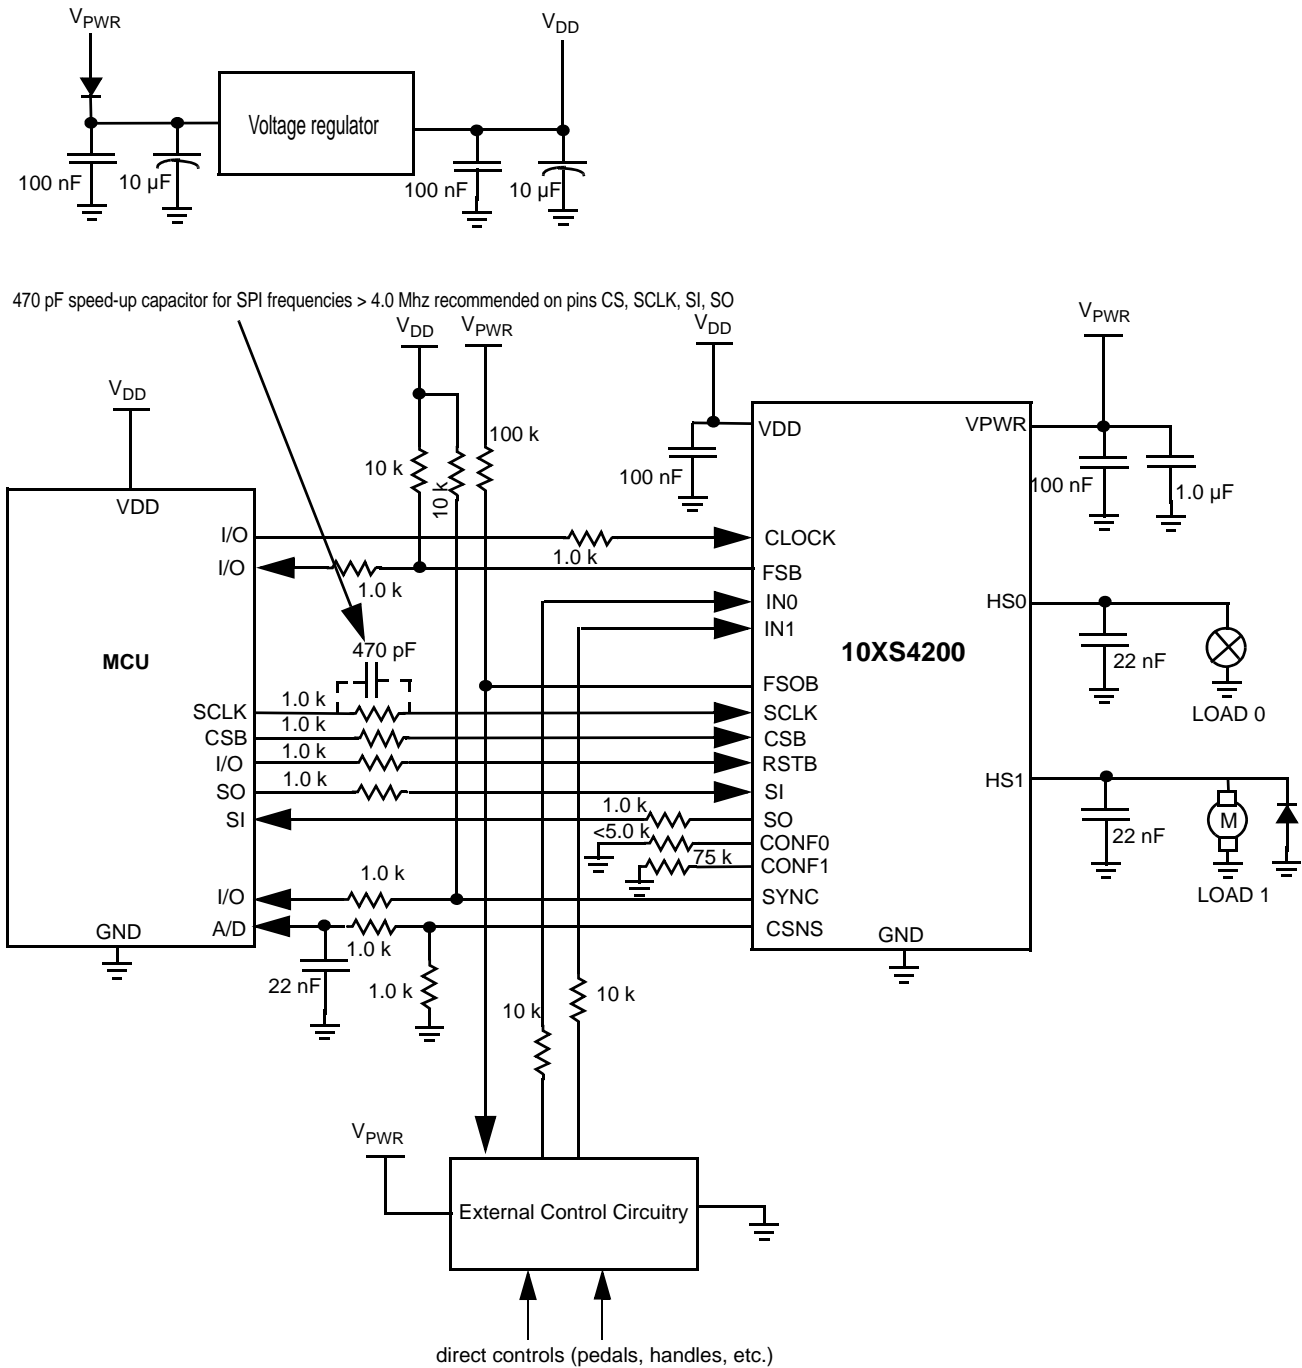 VPWR
VDD
Voltage regulator
100 nF
10 µF
100 nF
10 µF
470 pF speed-up capacitor for SPI frequencies > 4.0 Mhz recommended on pins CS, SCLK, SI, SO
VDD
VPWR
VDD
VPWR
VDD
VDD
VPWR
100 k
10 k
10 k
100 nF
100 nF
1.0 µF
VDD
I/O
1.0 k
CLOCK
I/O
1.0 k
FSB
IN0
HS0
IN1
MCU
470 pF
10XS4200
22 nF
FSOB
LOAD 0
1.0 k
SCLK
SCLK
1.0 k
CSB
CSB
1.0 k
I/O
RSTB
1.0 k
SO
SI
HS1
1.0 k
SI
SO
<5.0 k
CONF0
22 nF
M
75 k
CONF1
LOAD 1
1.0 k
I/O
SYNC
A/D
CSNS
GND
GND
1.0 k
22 nF
1.0 k
10 k
10 k
VPWR
External Control Circuitry
direct controls (pedals, handles, etc.)